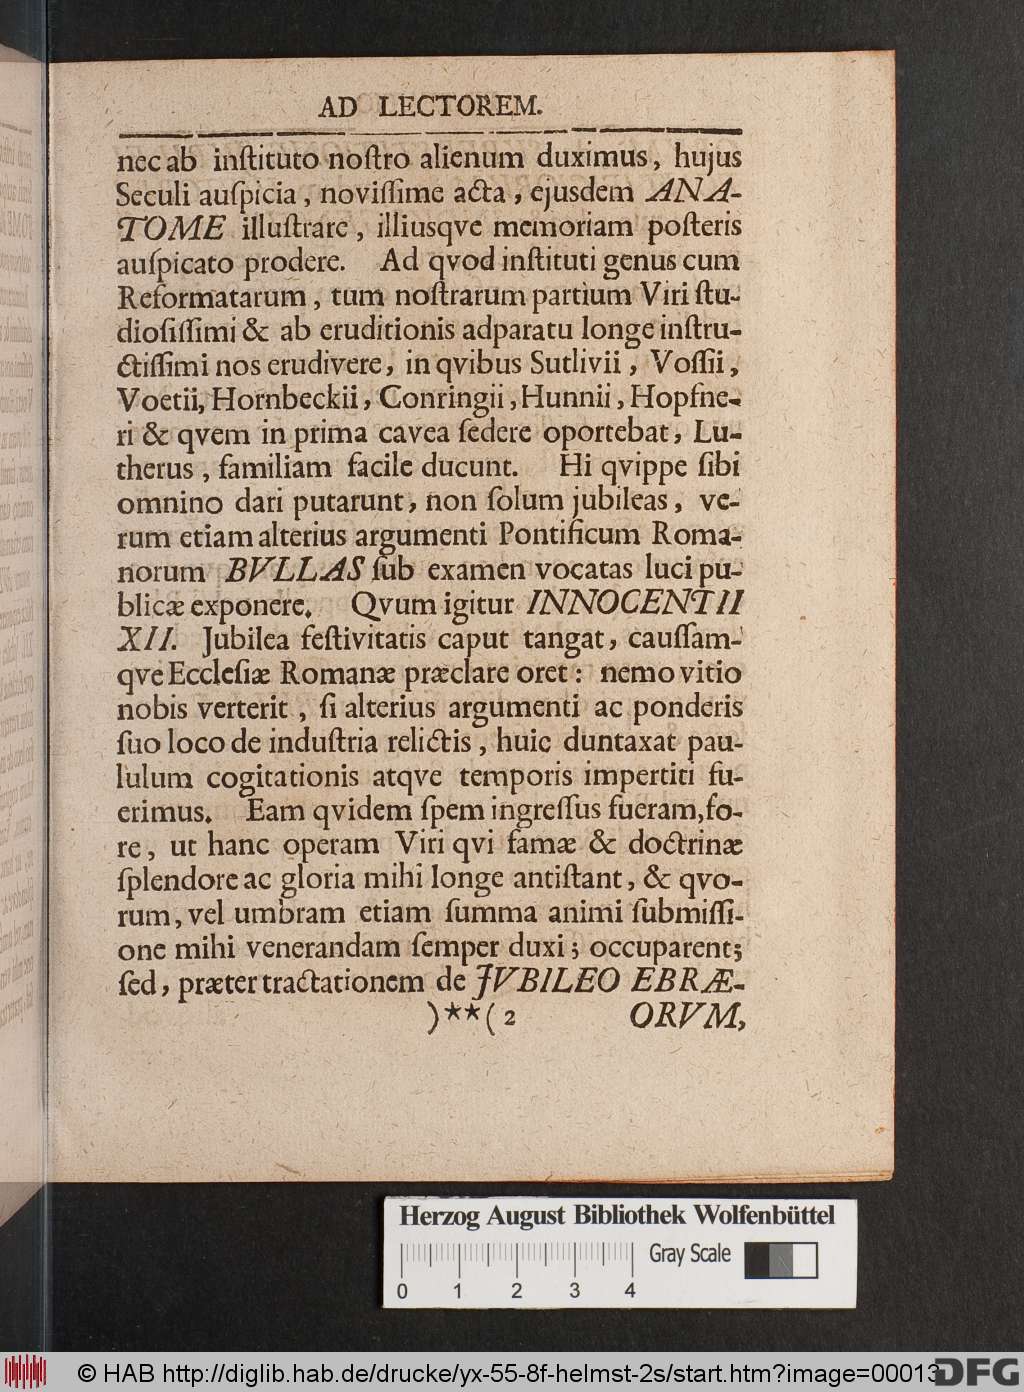 AD LECTOREM.
nec ab inſtituto noſtro alienum duximus, hujus
Seculi auſpicia, noviſſime acta, ejusdem ANA-
TOME illuſtrare, illiusqve memoriam poſteris
auſpicato prodere. Ad qvod inſtituti genus cum
Reformatarum, tum noſtrarum partium Viri ſtu-
dioſiſſimi & ab eruditionis adparatu longe inſtru-
ctiſſimi nos erudivere, in qvibus Sutlivii, Voſſii,
Voetii, Hornbeckii, Conringii, Hunnii, Hopfne-
ri & qvem in prima cavea ſedere oportebat, Lu-
therus, familiam facile ducunt. Hi qvippe ſibi
omnino dari putarunt, non ſolum jubileas, ve-
rum etiam alterius argumenti Pontificum Roma-
norum BVLLAS ſub examen vocatas luci pu-
blicæ exponere. Qvum igitur INNOCENTII
XII. Jubilea feſtivitatis caput tangat, cauſſam-
qve Eccleſiæ Romanæ præclare oret: nemo vitio
nobis verterit, ſi alterius argumenti ac ponderis
ſuo loco de induſtria relictis, huic duntaxat pau-
lulum cogitationis atqve temporis impertiti fu-
erimus. Eam qvidem ſpem ingreſſus fueram, fo-
re, ut hanc operam Viri qvi famæ & doctrinæ
ſplendore ac gloria mihi longe antiſtant, & qvo-
rum, vel umbram etiam ſumma animi ſubmiſſi-
one mihi venerandam ſemper duxi; occuparent;
ſed, præter tractationem de JVBILEO EBRÆ-
)**( 2 ORVM,
Herzog August Bibliothek Wolfenbüttel
Gray Scale
0 1 2 3 4
© HAB http://diglib.hab.de/drucke/yx-55-8f-helmst-2s/start.htm?image=00013
DFG